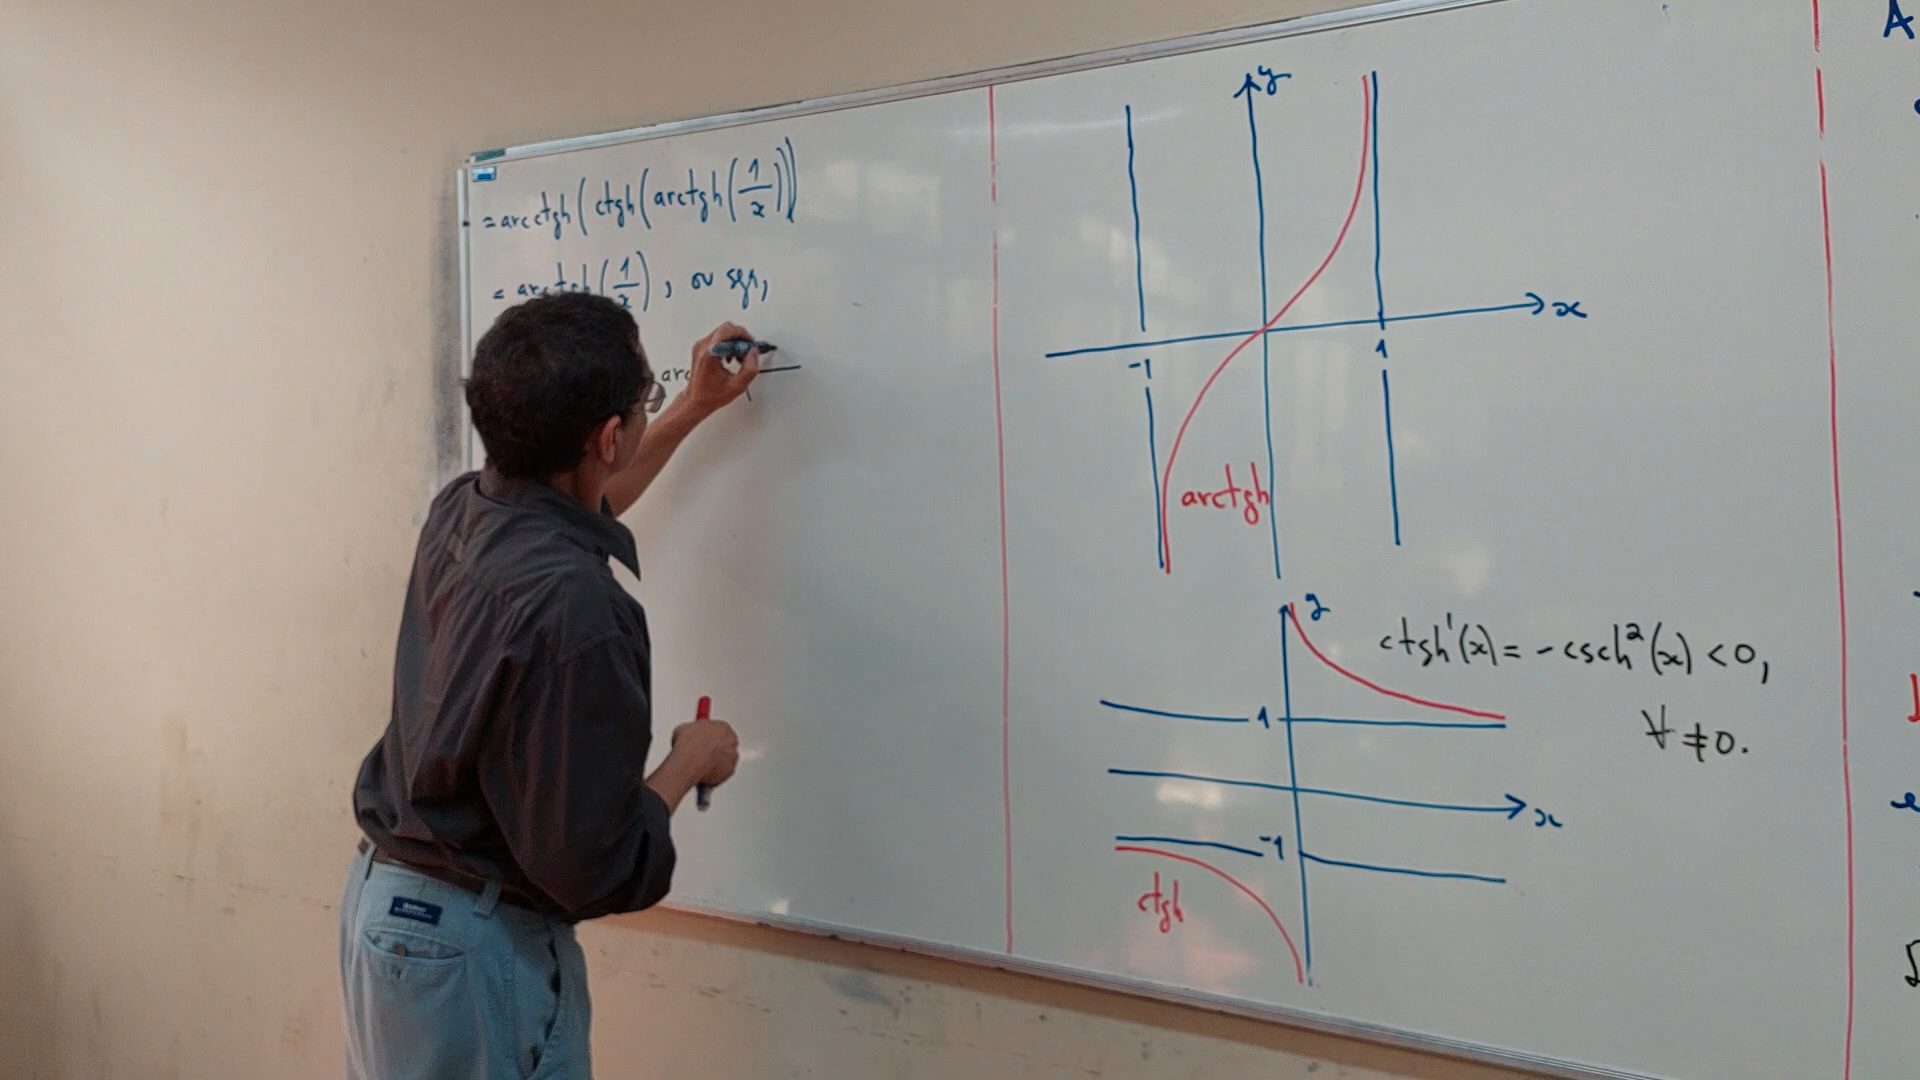 = arcctgh(ctgh(arctgh(1/x)))
= arctgh(1/x), ou seja,
arc
y
x
-1
1
arctgh
y
ctgh'(x) = -csch²(x) < 0,
∀ ≠ 0.
1
x
-1
ctgh
A